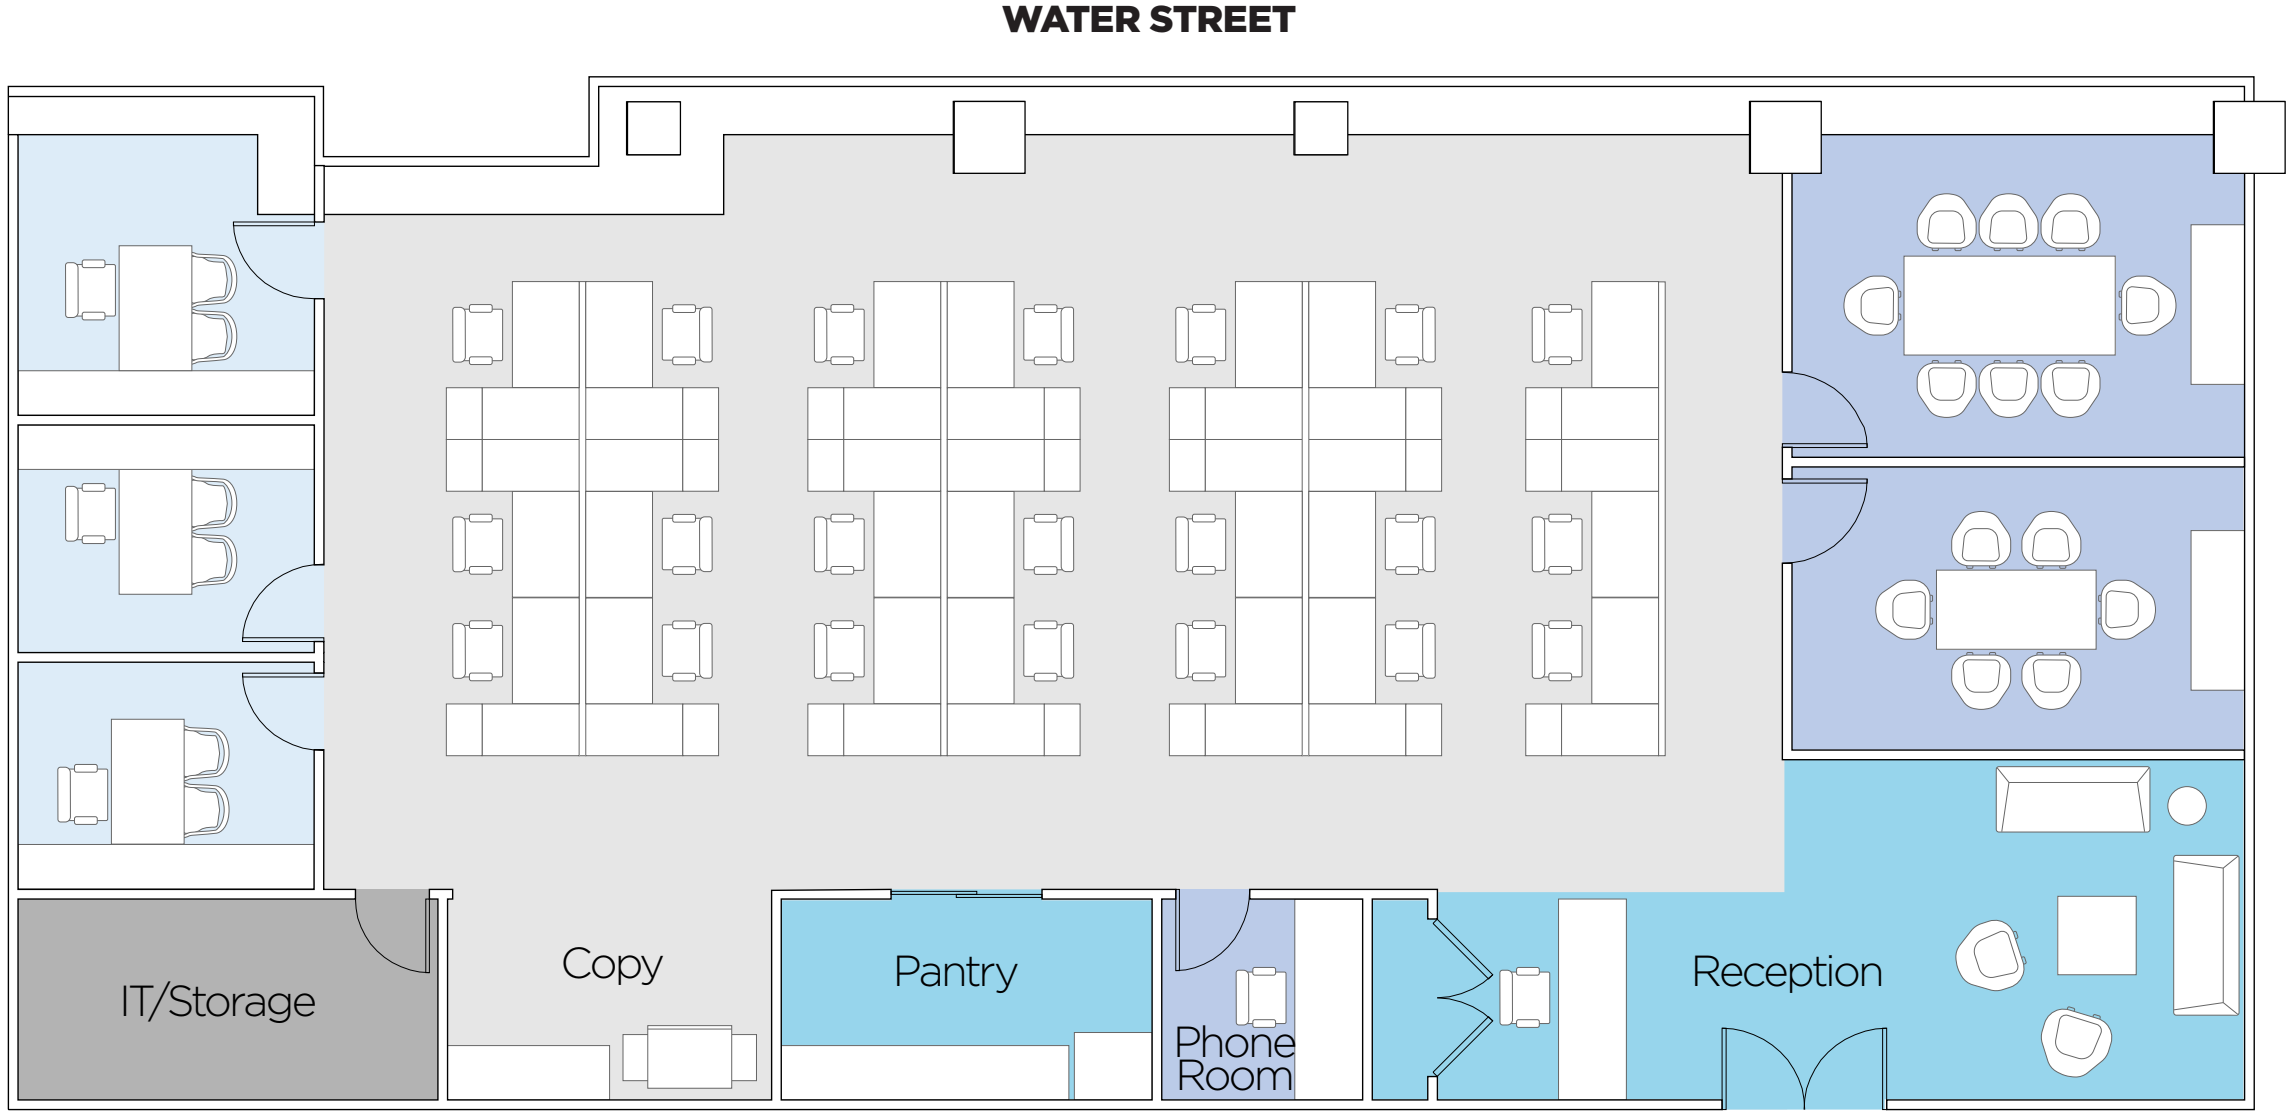 WATER STREET
Copy
Pantry
Reception
IT/Storage
Phone
Room